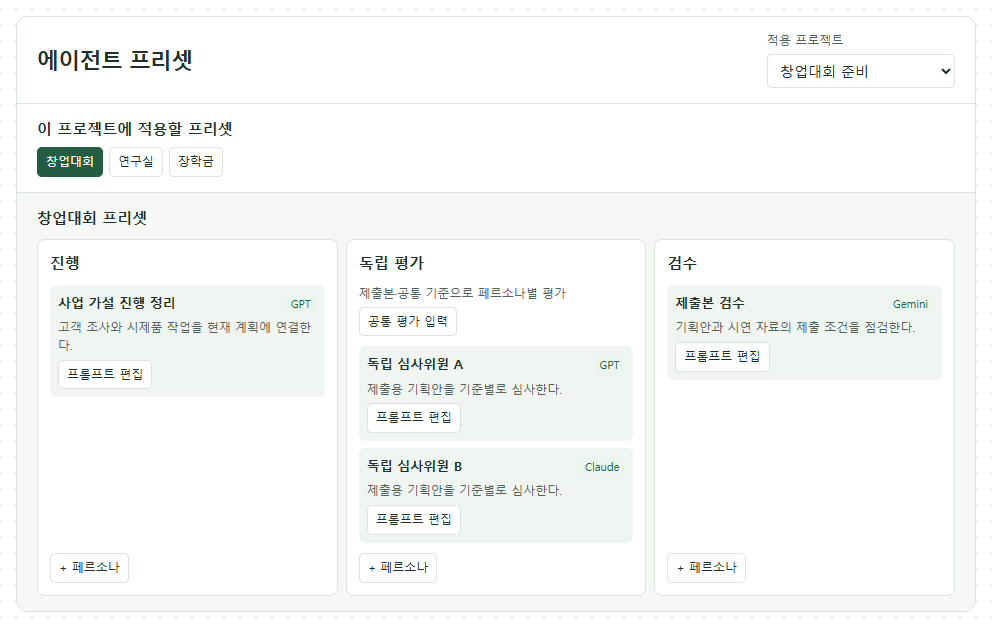 에이전트 프리셋
적용 프로젝트
창업대회 준비
이 프로젝트에 적용할 프리셋
창업대회
연구실
장학금
창업대회 프리셋
진행
사업 가설 진행 정리
GPT
고객 조사와 시제품 작업을 현재 계획에 연결한
다.
프롬프트 편집
+ 페르소나
독립 평가
제출본·공통 기준으로 페르소나별 평가
공통 평가 입력
독립 심사위원 A
GPT
제출용 기획안을 기준별로 심사한다.
프롬프트 편집
독립 심사위원 B
Claude
제출용 기획안을 기준별로 심사한다.
프롬프트 편집
+ 페르소나
검수
제출본 검수
Gemini
기획안과 시연 자료의 제출 조건을 점검한다.
프롬프트 편집
+ 페르소나